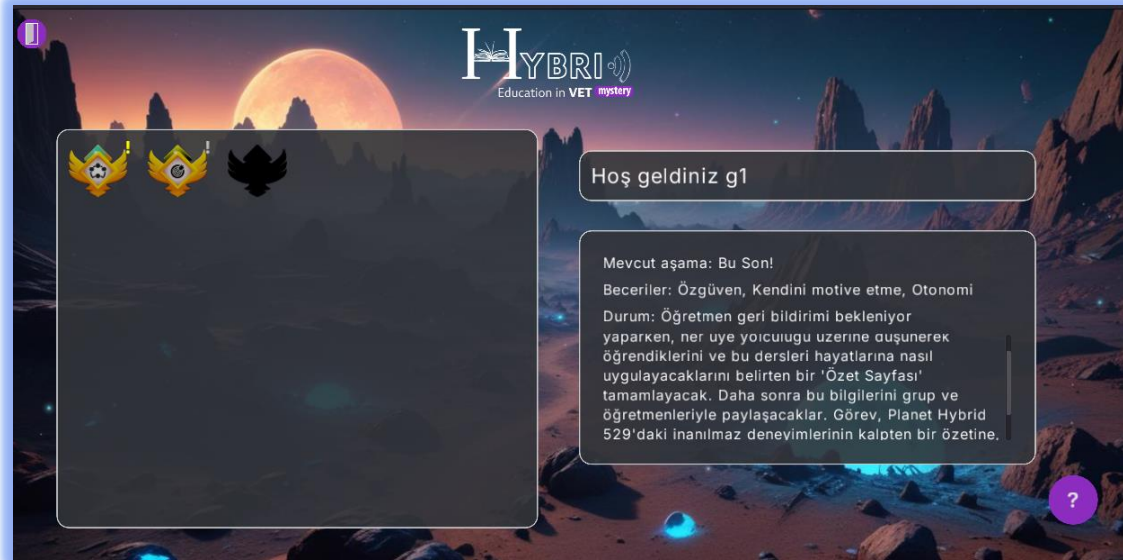 HYBRI
Education in VET mystery
!
!
Hoş geldiniz g1
Mevcut aşama: Bu Son!
Beceriler: Özgüven, Kendini motive etme, Otonomi
Durum: Öğretmen geri bildirimi bekleniyor
yaparken, her üye yolculuğu üzerine düşünerek
öğrendiklerini ve bu dersleri hayatlarına nasıl
uygulayacaklarını belirten bir 'Özet Sayfası'
tamamlayacak. Daha sonra bu bilgilerini grup ve
öğretmenleriyle paylaşacaklar. Görev, Planet Hybrid
529'daki inanılmaz deneyimlerinin kalpten bir özetine,
?